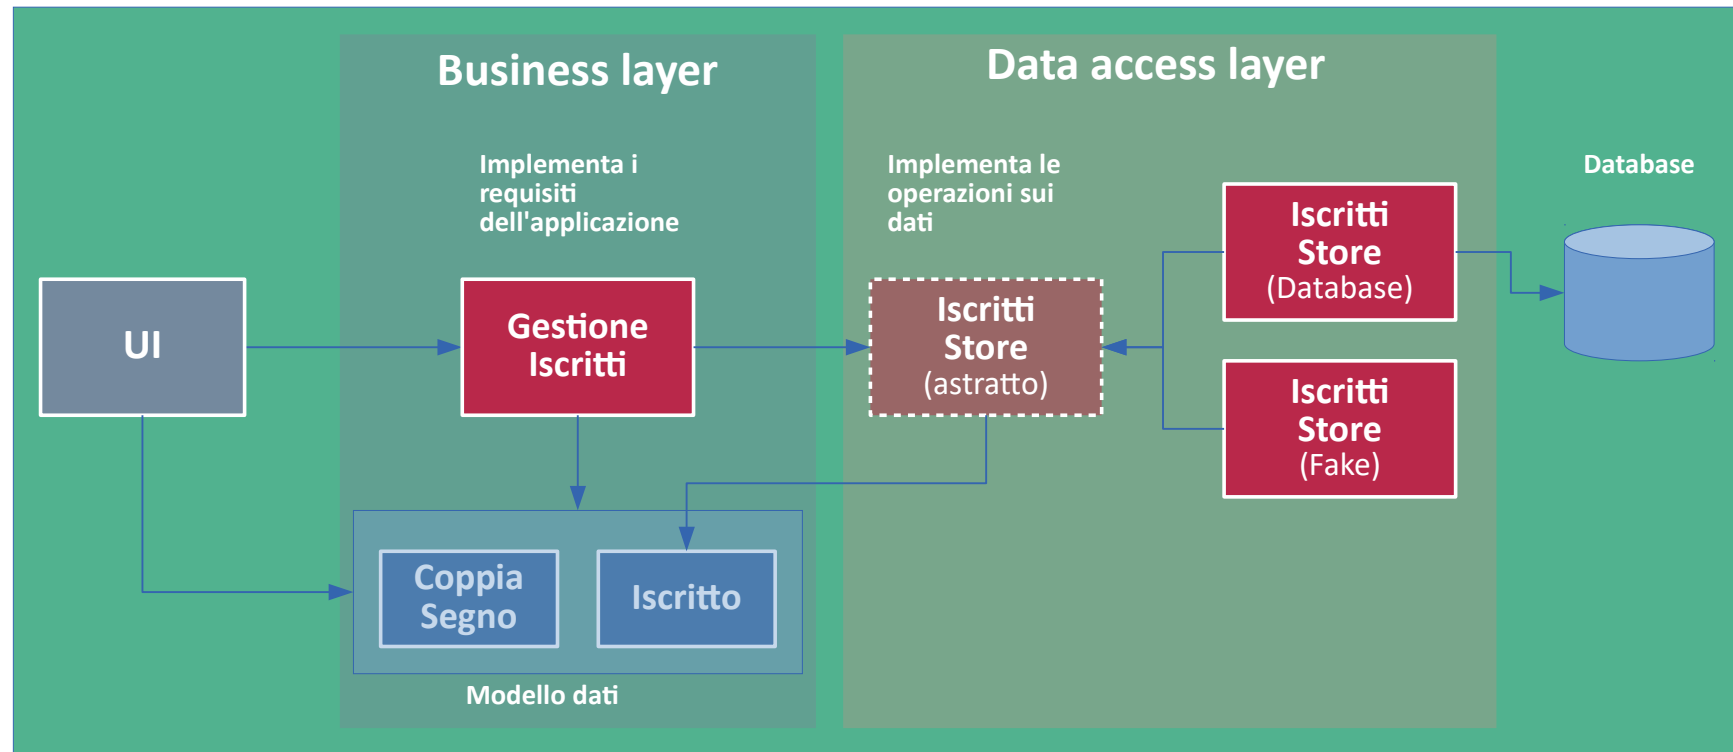 Business layer
Data access layer
Implementa i
requisiti
dell'applicazione
Implementa le
operazioni sui
dati
Database
Iscritti
Store
(Database)
UI
Gestione
Iscritti
Iscritti
Store
(astratto)
Iscritti
Store
(Fake)
Coppia
Segno
Iscritto
Modello dati